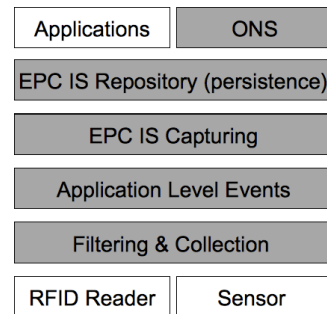 Applications ONS
EPC IS Repository (persistence)
EPC IS Capturing
Application Level Events
Filtering & Collection
RFID Reader Sensor